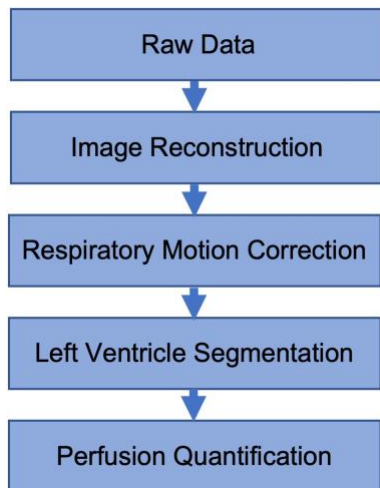 Raw Data
Image Reconstruction
Respiratory Motion Correction
Left Ventricle Segmentation
Perfusion Quantification